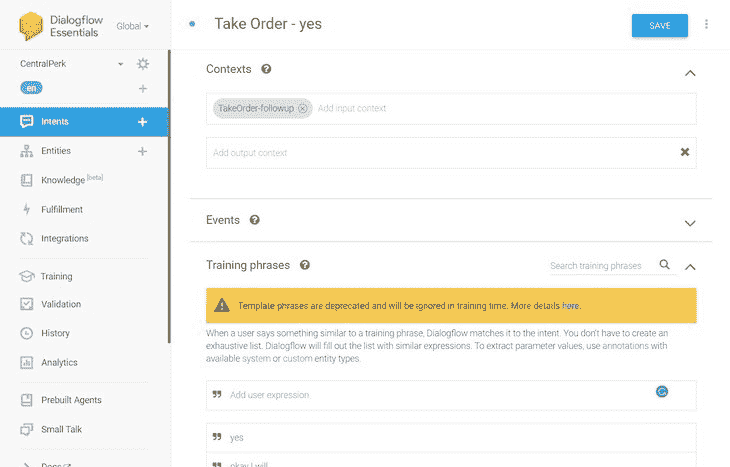 Dialogflow
Essentials
Global
Take Order - yes
SAVE
CentralPerk
en
Intents
Entities
Knowledge [beta]
Fulfillment
Integrations
Training
Validation
History
Analytics
Prebuilt Agents
Small Talk
Docs
Contexts
TakeOrder-followup
Add input context
Add output context
Events
Training phrases
Search training phrases
Template phrases are deprecated and will be ignored in training time. More details here.
When a user says something similar to a training phrase, Dialogflow matches it to the intent. You don't have to create an
exhaustive list. Dialogflow will fill out the list with similar expressions. To extract parameter values, use annotations with
available system or custom entity types.
Add user expression
yes
okay I will